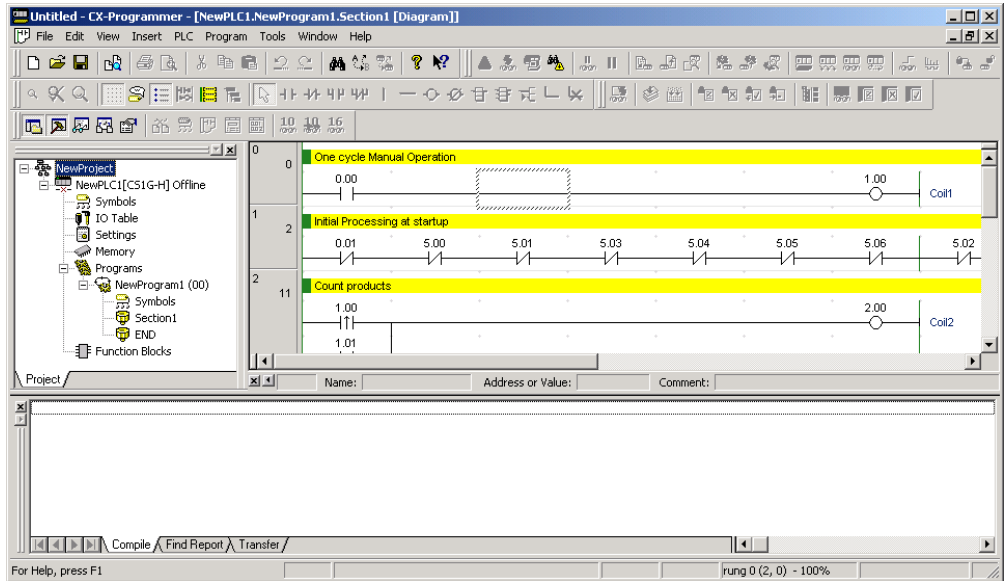 Untitled - CX-Programmer - [NewPLC1.NewProgram1.Section1 [Diagram]]
File Edit View Insert PLC Program Tools Window Help
10 10 16
NewProject
NewPLC1[CS1G-H] Offline
Symbols
IO Table
Settings
Memory
Programs
NewProgram1 (00)
Symbols
Section1
END
Function Blocks
Project
0 0 One cycle Manual Operation
0.00 1.00
Coil1
1 2 Initial Processing at startup
0.01 5.00 5.01 5.03 5.04 5.05 5.06 5.02
2 11 Count products
1.00 2.00
Coil2
1.01
Name: Address or Value: Comment:
Compile Find Report Transfer
For Help, press F1 rung 0 (2, 0) - 100%